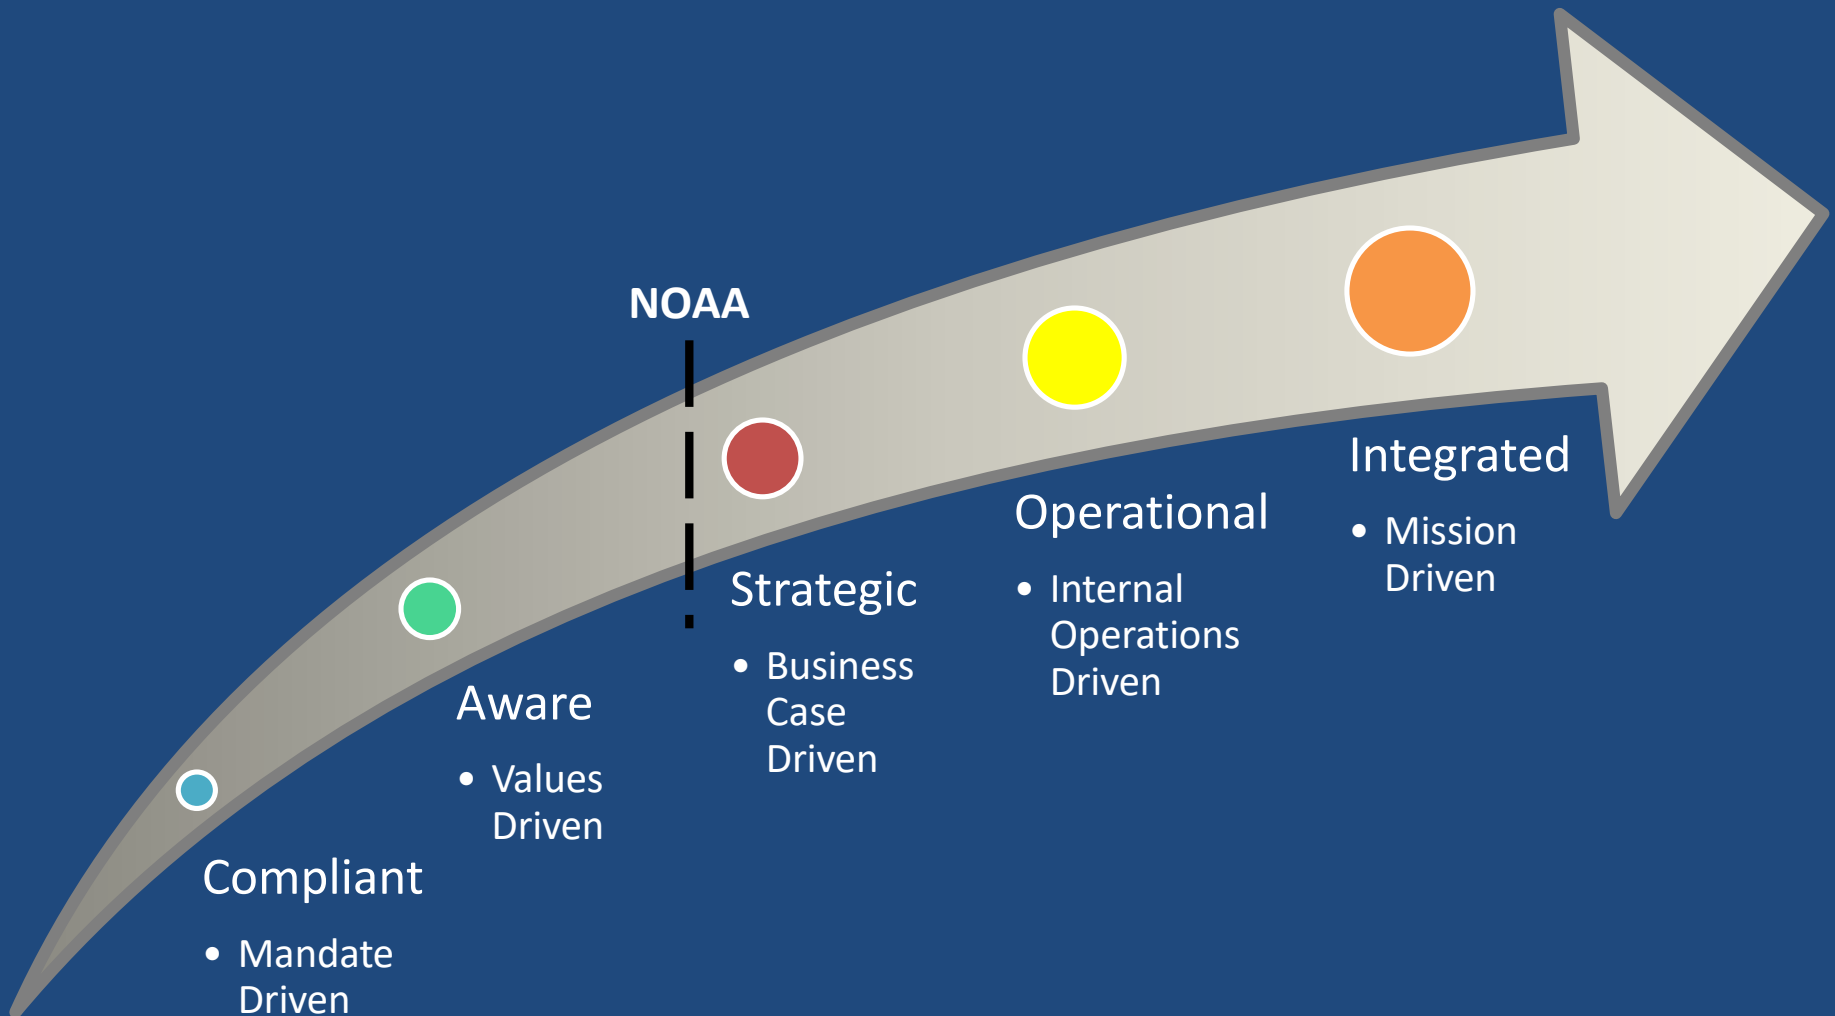 NOAA
Compliant
• Mandate
Driven
Aware
• Values
Driven
Strategic
• Business
Case
Driven
Operational
• Internal
Operations
Driven
Integrated
• Mission
Driven